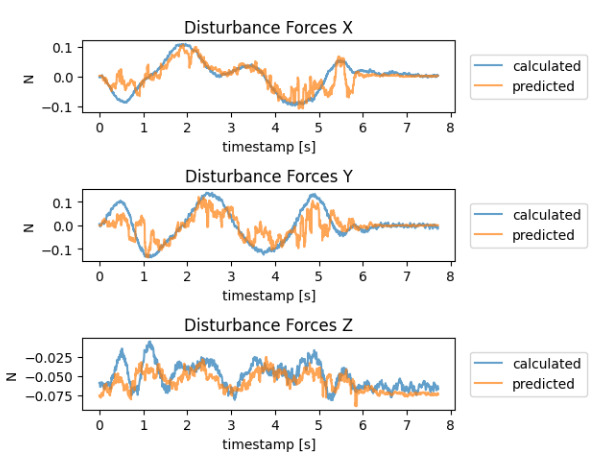 Disturbance Forces X
0.1
0.0
−0.1
N
0 1 2 3 4 5 6 7 8
timestamp [s]
calculated
predicted
Disturbance Forces Y
0.1
0.0
−0.1
N
0 1 2 3 4 5 6 7 8
timestamp [s]
calculated
predicted
Disturbance Forces Z
−0.025
−0.050
−0.075
N
0 1 2 3 4 5 6 7 8
timestamp [s]
calculated
predicted